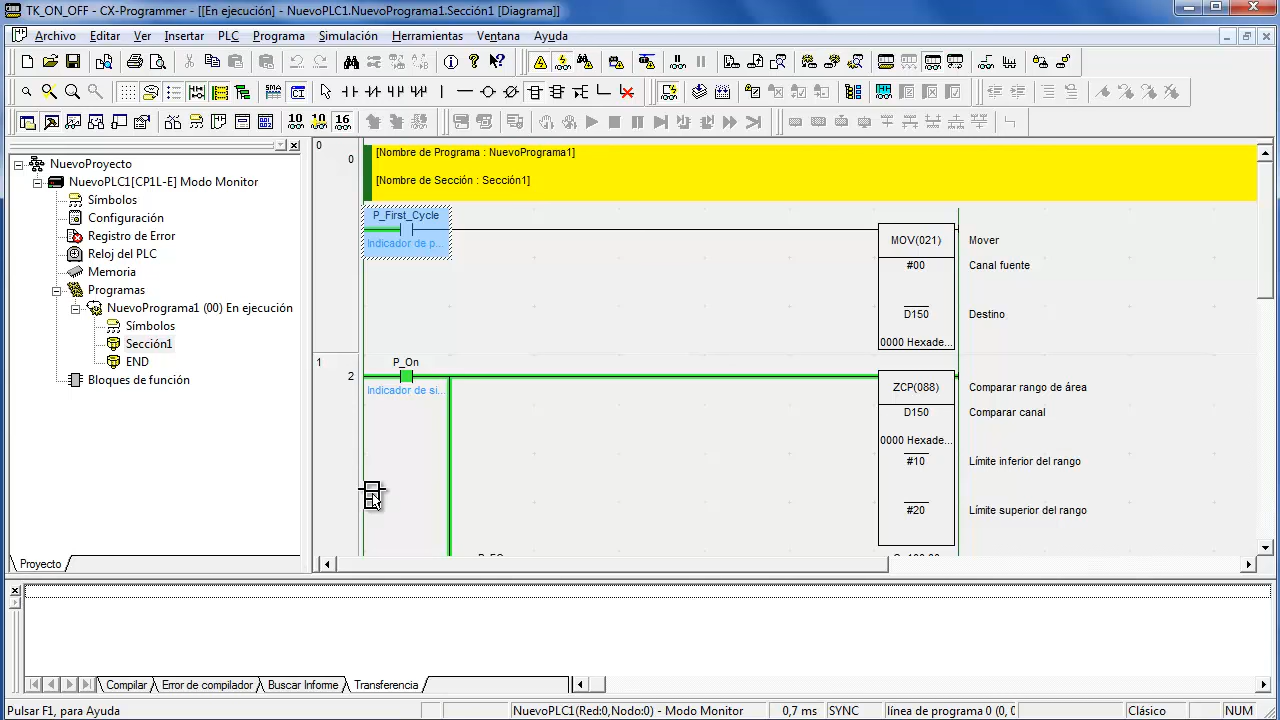 TK_ON_OFF - CX-Programmer - [[En ejecución] - NuevoPLC1.NuevoPrograma1.Sección1 [Diagrama]]
Archivo Editar Ver Insertar PLC Programa Simulación Herramientas Ventana Ayuda
10 10 16
NuevoProyecto
NuevoPLC1[CP1L-E] Modo Monitor
Símbolos
Configuración
Registro de Error
Reloj del PLC
Memoria
Programas
NuevoPrograma1 (00) En ejecución
Símbolos
Sección1
END
Bloques de función
Proyecto
0
0
[Nombre de Programa : NuevoPrograma1]
[Nombre de Sección : Sección1]
P_First_Cycle
Indicador de p...
MOV(021) Mover
#00 Canal fuente
D150 Destino
0000 Hexade...
1
2
P_On
Indicador de si...
ZCP(088) Comparar rango de área
D150 Comparar canal
0000 Hexade...
#10 Límite inferior del rango
#20 Límite superior del rango
Compilar Error de compilador Buscar Informe Transferencia
Pulsar F1, para Ayuda NuevoPLC1(Red:0,Nodo:0) - Modo Monitor 0,7 ms SYNC línea de programa 0 (0, 0 Clásico NUM